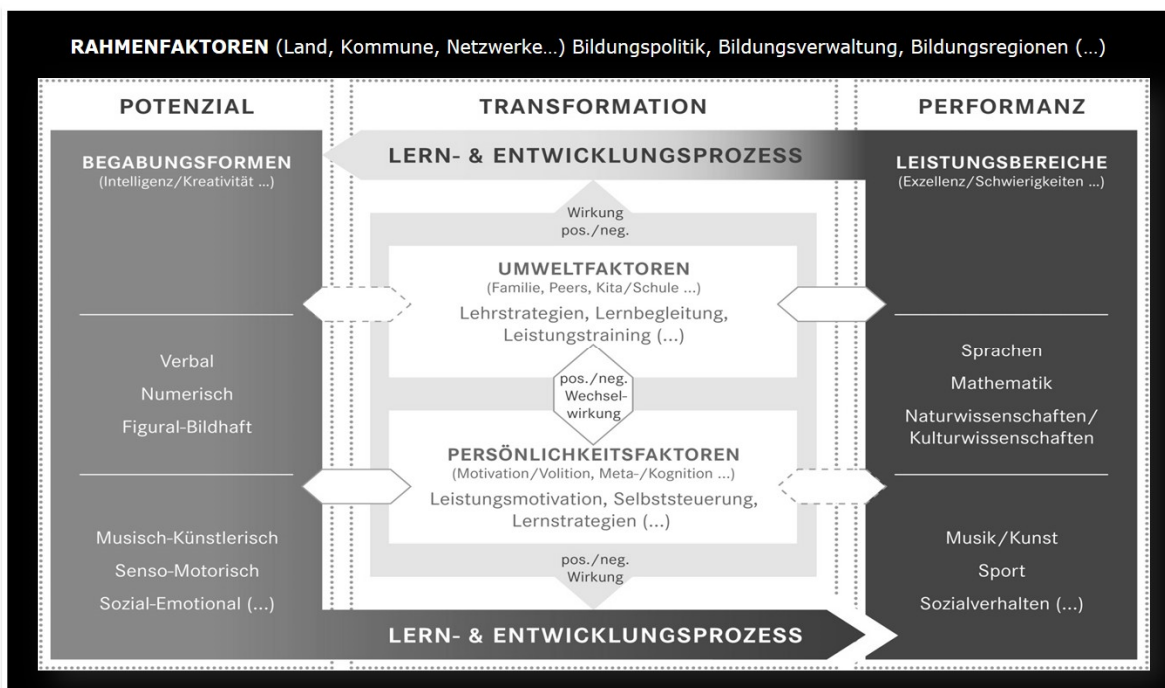 RAHMENFAKTOREN (Land, Kommune, Netzwerke…) Bildungspolitik, Bildungsverwaltung, Bildungsregionen (…)
POTENZIAL
BEGABUNGSFORMEN
(Intelligenz/Kreativität ...)
Verbal
Numerisch
Figural-Bildhaft
Musisch-Künstlerisch
Senso-Motorisch
Sozial-Emotional (...)
TRANSFORMATION
LERN- & ENTWICKLUNGSPROZESS
Wirkung
pos./neg.
UMWELTFAKTOREN
(Familie, Peers, Kita/Schule ...)
Lehrstrategien, Lernbegleitung,
Leistungstraining (...)
pos./neg.
Wechsel-
wirkung
PERSÖNLICHKEITSFAKTOREN
(Motivation/Volition, Meta-/Kognition ...)
Leistungsmotivation, Selbststeuerung,
Lernstrategien (...)
pos./neg.
Wirkung
LERN- & ENTWICKLUNGSPROZESS
PERFORMANZ
LEISTUNGSBEREICHE
(Exzellenz/Schwierigkeiten ...)
Sprachen
Mathematik
Naturwissenschaften/
Kulturwissenschaften
Musik/Kunst
Sport
Sozialverhalten (...)